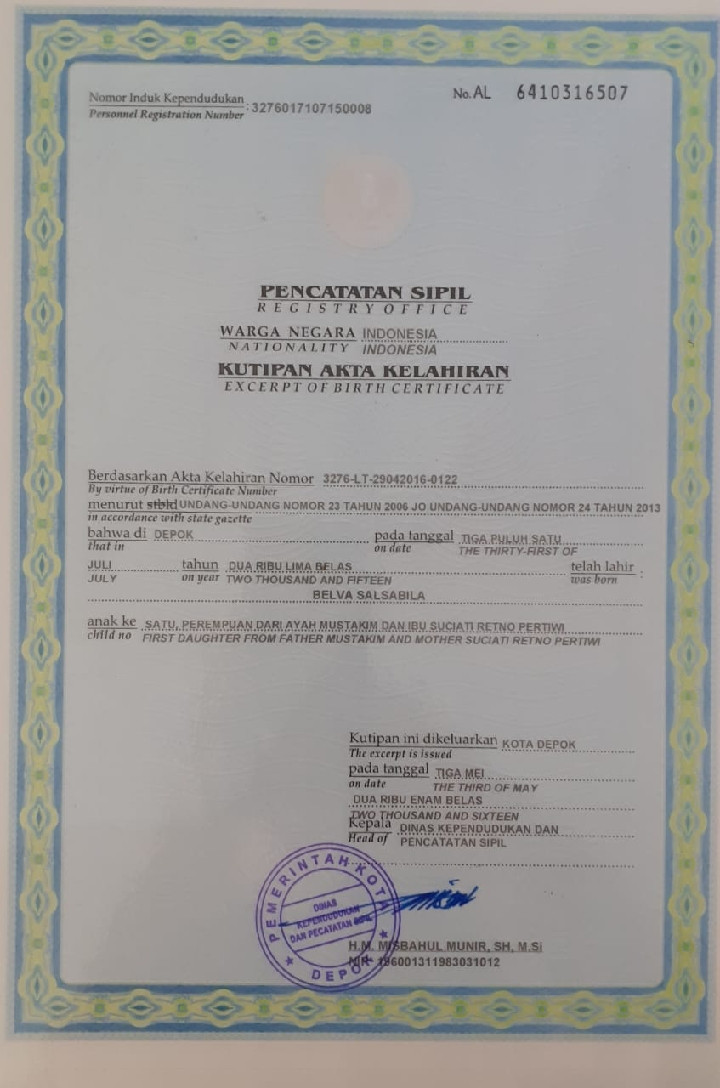 Nomor Induk Kependudukan : 3276017107150008
Personnel Registration Number
No. AL 6410316507
PENCATATAN SIPIL
REGISTRY OFFICE
WARGA NEGARA INDONESIA
NATIONALITY INDONESIA
KUTIPAN AKTA KELAHIRAN
EXCERPT OF BIRTH CERTIFICATE
Berdasarkan Akta Kelahiran Nomor 3276-LT-29042016-0122
By virtue of Birth Certificate Number
menurut stbld UNDANG-UNDANG NOMOR 23 TAHUN 2006 JO UNDANG-UNDANG NOMOR 24 TAHUN 2013
in accordance with state gazette
bahwa di DEPOK pada tanggal TIGA PULUH SATU
that in on date THE THIRTY-FIRST OF
JULI tahun DUA RIBU LIMA BELAS telah lahir :
JULY on year TWO THOUSAND AND FIFTEEN was born
BELVA SALSABILA
anak ke SATU, PEREMPUAN DARI AYAH MUSTAKIM DAN IBU SUCIATI RETNO PERTIWI
child no FIRST DAUGHTER FROM FATHER MUSTAKIM AND MOTHER SUCIATI RETNO PERTIWI
Kutipan ini dikeluarkan KOTA DEPOK
The excerpt is issued
pada tanggal TIGA MEI
on date THE THIRD OF MAY
DUA RIBU ENAM BELAS
TWO THOUSAND AND SIXTEEN
Kepala DINAS KEPENDUDUKAN DAN
Head of PENCATATAN SIPIL
PEMERINTAH KOTA
DINAS
KEPENDUDUKAN
DAN PECATATAN SIPIL
DEPOK
H.M. MISBAHUL MUNIR, SH, M.Si
NIP. 196001311983031012